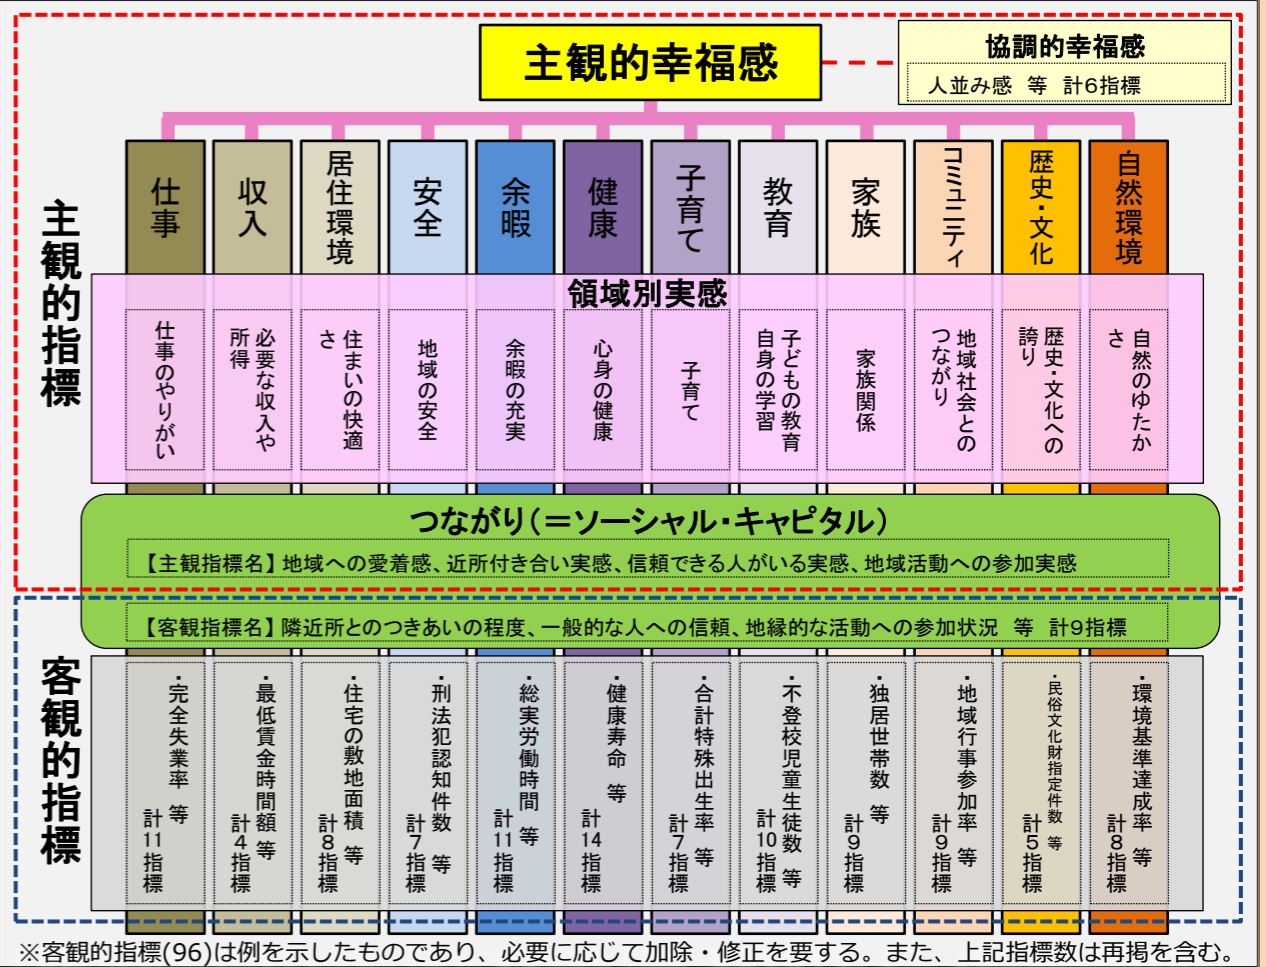 主観的幸福感
協調的幸福感
人並み感 等 計6指標
主観的指標
仕事
収入
居住環境
安全
余暇
健康
子育て
教育
家族
コミュニティ
歴史・文化
自然環境
領域別実感
仕事のやりがい
必要な収入や
所得
住まいの快適
さ
地域の安全
余暇の充実
心身の健康
子育て
子どもの教育
自身の学習
家族関係
地域社会との
つながり
歴史・文化への
誇り
自然のゆたか
さ
つながり(=ソーシャル・キャピタル)
【主観指標名】地域への愛着感、近所付き合い実感、信頼できる人がいる実感、地域活動への参加実感
【客観指標名】隣近所とのつきあいの程度、一般的な人への信頼、地縁的な活動への参加状況 等 計9指標
客観的指標
・完全失業率 等
計11指標
・最低賃金時間額 等
計4指標
・住宅の敷地面積 等
計8指標
・刑法犯認知件数 等
計7指標
・総実労働時間 等
計11指標
・健康寿命 等
計14指標
・合計特殊出生率 等
計7指標
・不登校児童生徒数 等
計10指標
・独居世帯数 等
計9指標
・地域行事参加率 等
計9指標
・民俗文化財指定件数 等
計5指標
・環境基準達成率 等
計8指標
※客観的指標(96)は例を示したものであり、必要に応じて加除・修正を要する。また、上記指標数は再掲を含む。